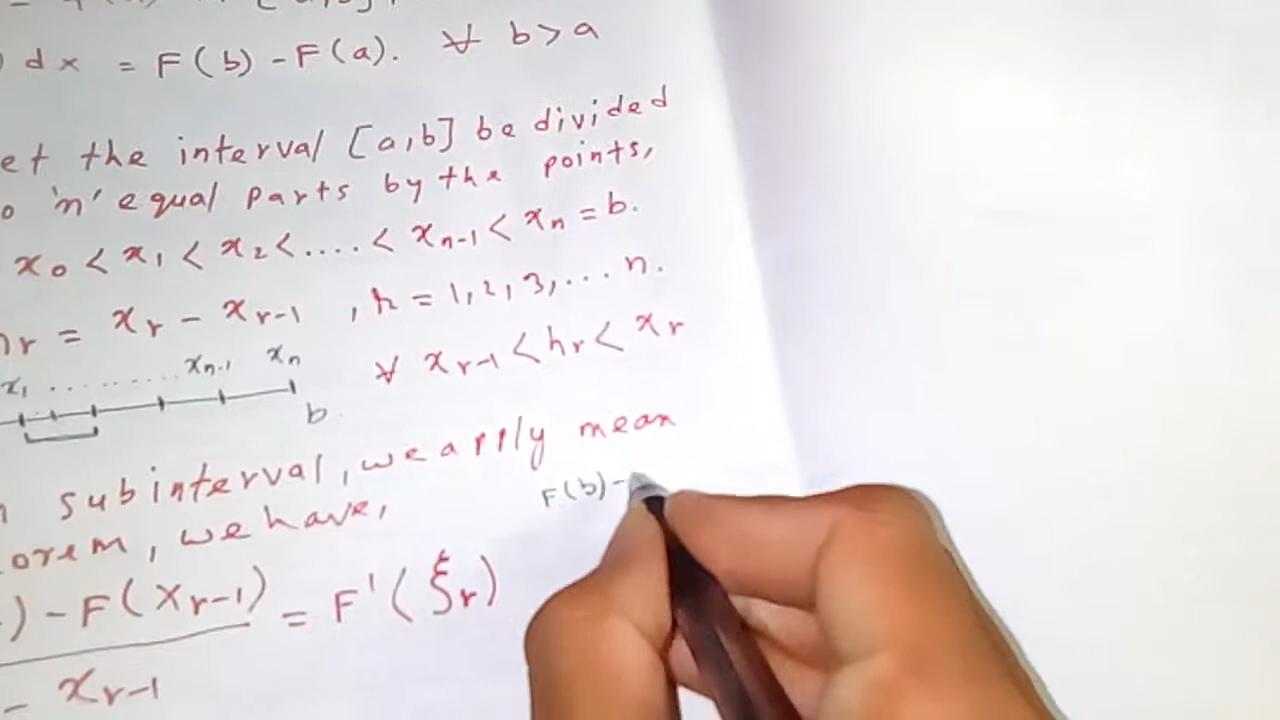 ) dx = F(b) - F(a). ∀ b > a
et the interval [a,b] be divided
o 'n' equal parts by the points,
x₀ < x₁ < x₂ < .... < xₙ₋₁ < xₙ = b.
r = xᵣ - xᵣ₋₁ , r = 1, 2, 3, ... n.
∀ xᵣ₋₁ < hᵣ < xᵣ
x₁ ......... xₙ₋₁ xₙ
b
subinterval, we apply mean
orem, we have,
F(b) -
) - F(xᵣ₋₁) = F'(ξᵣ)
- xᵣ₋₁